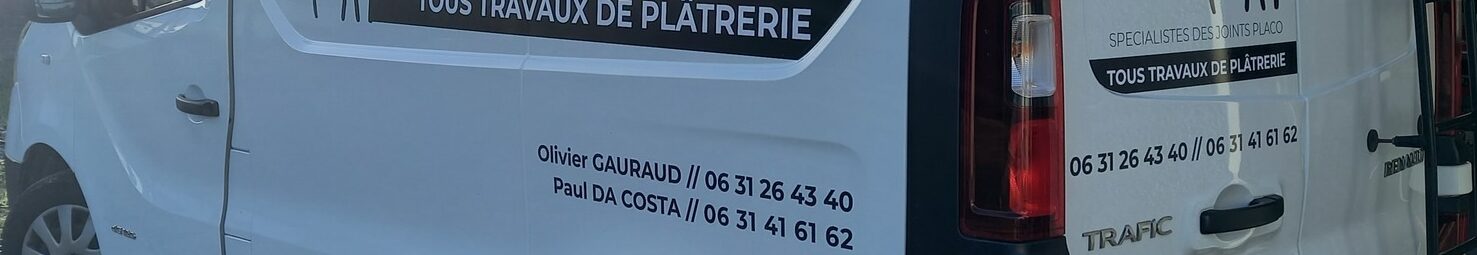 TOUS TRAVAUX DE PLÂTRERIE
Olivier GAURAUD // 06 31 26 43 40
Paul DA COSTA // 06 31 41 61 62
SPECIALISTES DES JOINTS PLACO
TOUS TRAVAUX DE PLÂTRERIE
06 31 26 43 40 // 06 31 41 61 62
RENAULT
TRAFIC